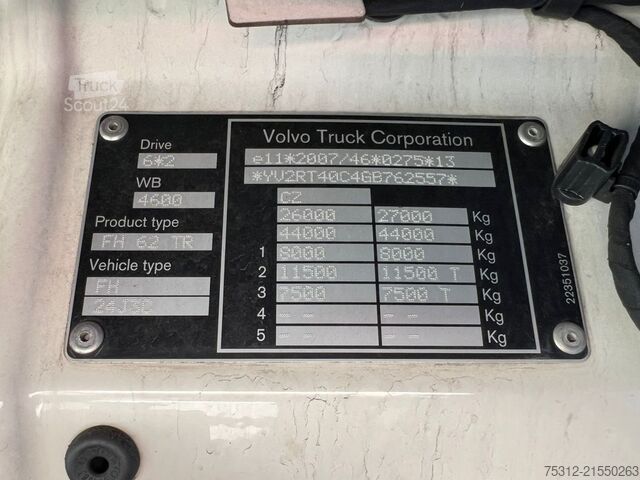 Truck
Scout24
Volvo Truck Corporation
Drive
6*2
WB
4600
Product type
FH 62 TR
Vehicle type
FH
24J3C
e11*2007/46*0275*13
*YV2RT40C4GB762557*
CZ
26000 27000 Kg
44000 44000 Kg
1 8000 8000 Kg
2 11500 11500 T Kg
3 7500 7500 T Kg
4 -- -- Kg
5 -- -- Kg
22351037
75312-21550263